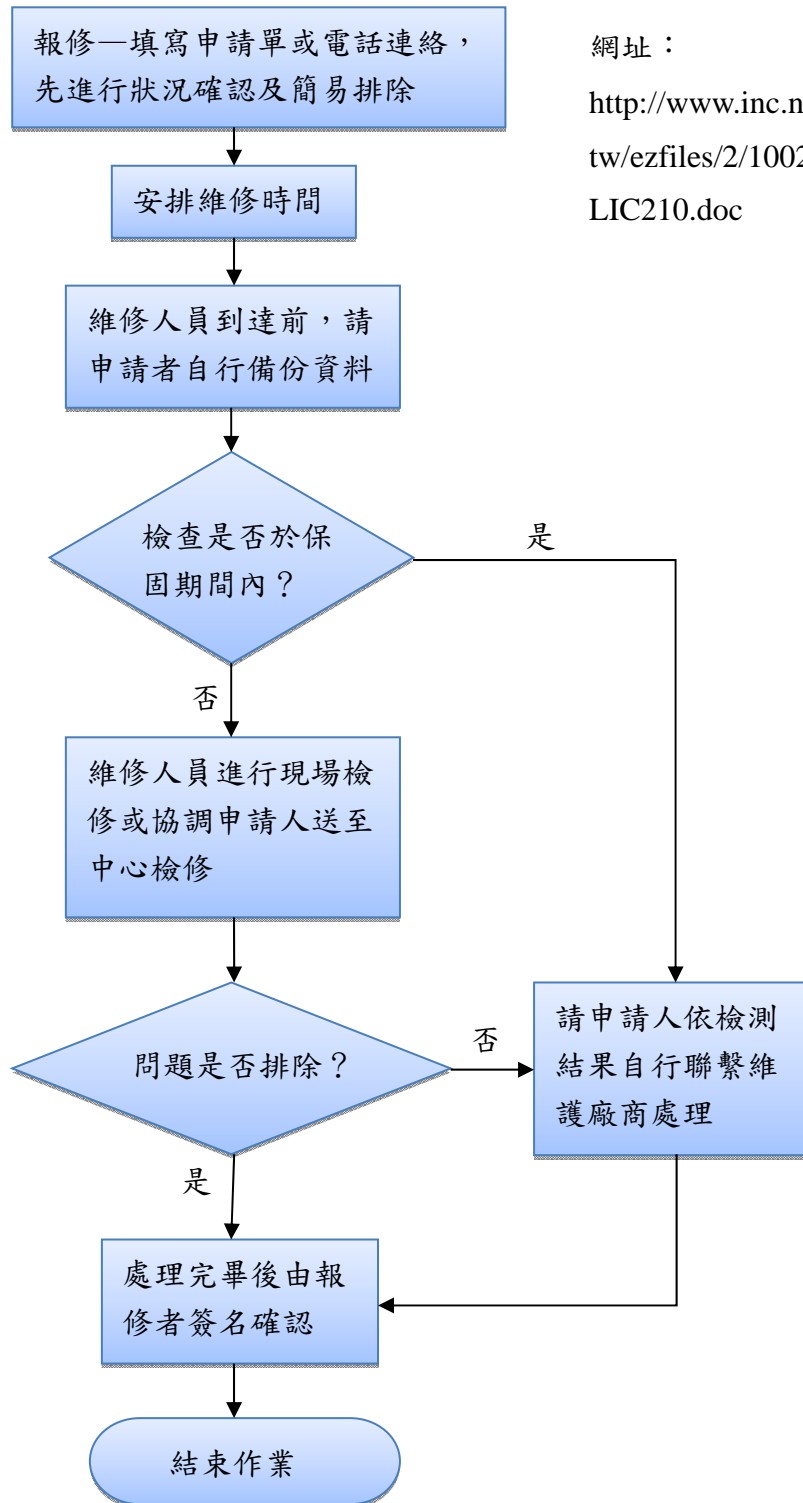 報修—填寫申請單或電話連絡，
先進行狀況確認及簡易排除
網址：
http://www.inc.n
tw/ezfiles/2/1002
LIC210.doc
安排維修時間
維修人員到達前，請
申請者自行備份資料
檢查是否於保
固期間內？
是
否
維修人員進行現場檢
修或協調申請人送至
中心檢修
問題是否排除？
否
請申請人依檢測
結果自行聯繫維
護廠商處理
是
處理完畢後由報
修者簽名確認
結束作業